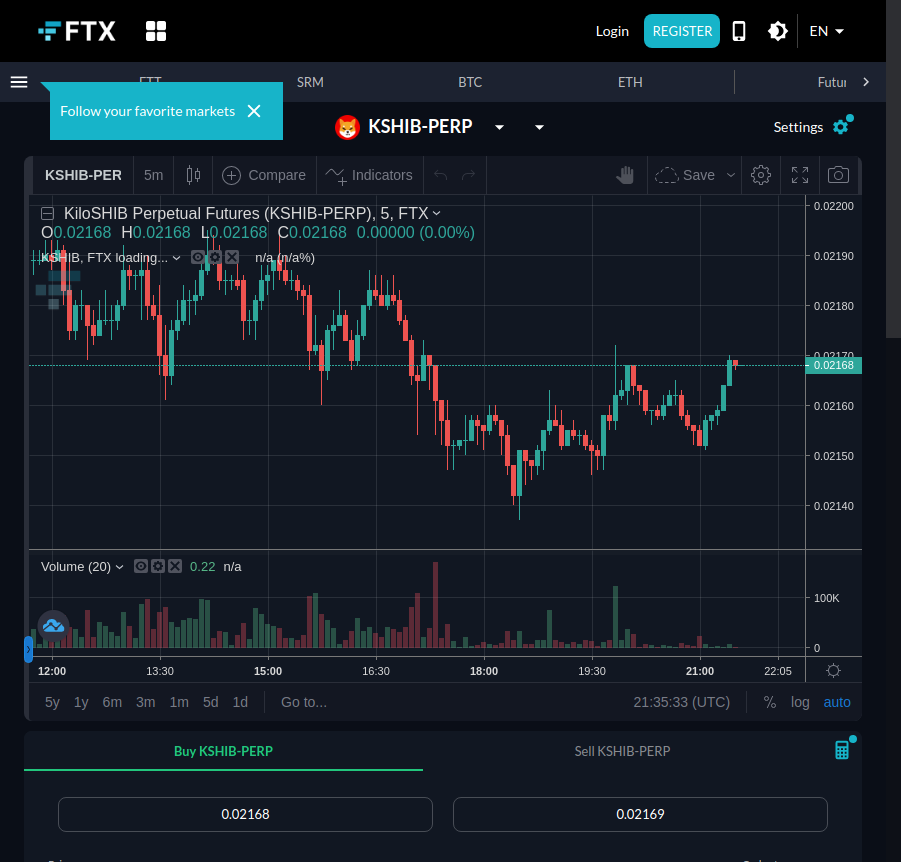 FTX
Login
REGISTER
EN
FTT
SRM
BTC
ETH
Futur
Follow your favorite markets
KSHIB-PERP
Settings
KSHIB-PER
5m
Compare
Indicators
Save
KiloSHIB Perpetual Futures (KSHIB-PERP), 5, FTX
O0.02168 H0.02168 L0.02168 C0.02168 0.00000 (0.00%)
KSHIB, FTX loading...
n/a (n/a%)
0.02200
0.02190
0.02180
0.02170
0.02168
0.02160
0.02150
0.02140
Volume (20)
0.22 n/a
100K
0
12:00
13:30
15:00
16:30
18:00
19:30
21:00
22:05
5y 1y 6m 3m 1m 5d 1d
Go to...
21:35:33 (UTC)
%
log
auto
Buy KSHIB-PERP
Sell KSHIB-PERP
0.02168
0.02169